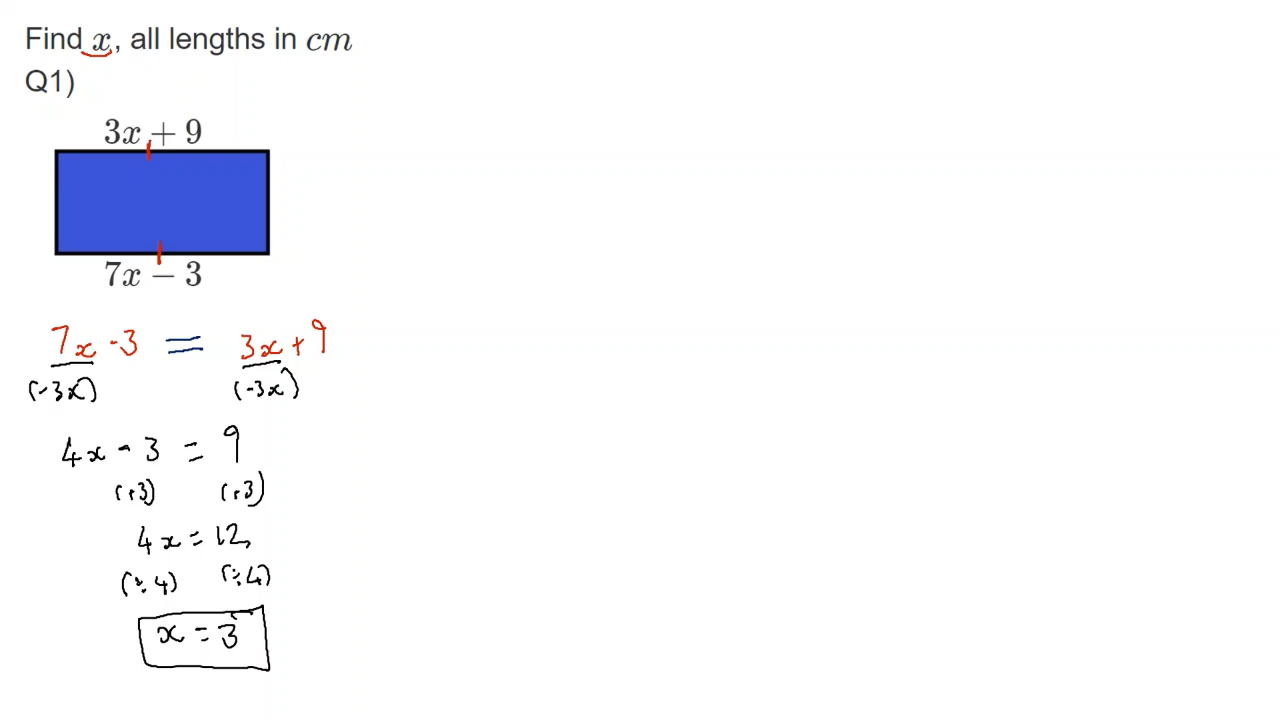 Find x, all lengths in cm
Q1)
3x + 9
7x − 3
7x - 3 = 3x + 9
(-3x) (-3x)
4x - 3 = 9
(+3) (+3)
4x = 12
(÷4) (÷4)
x = 3